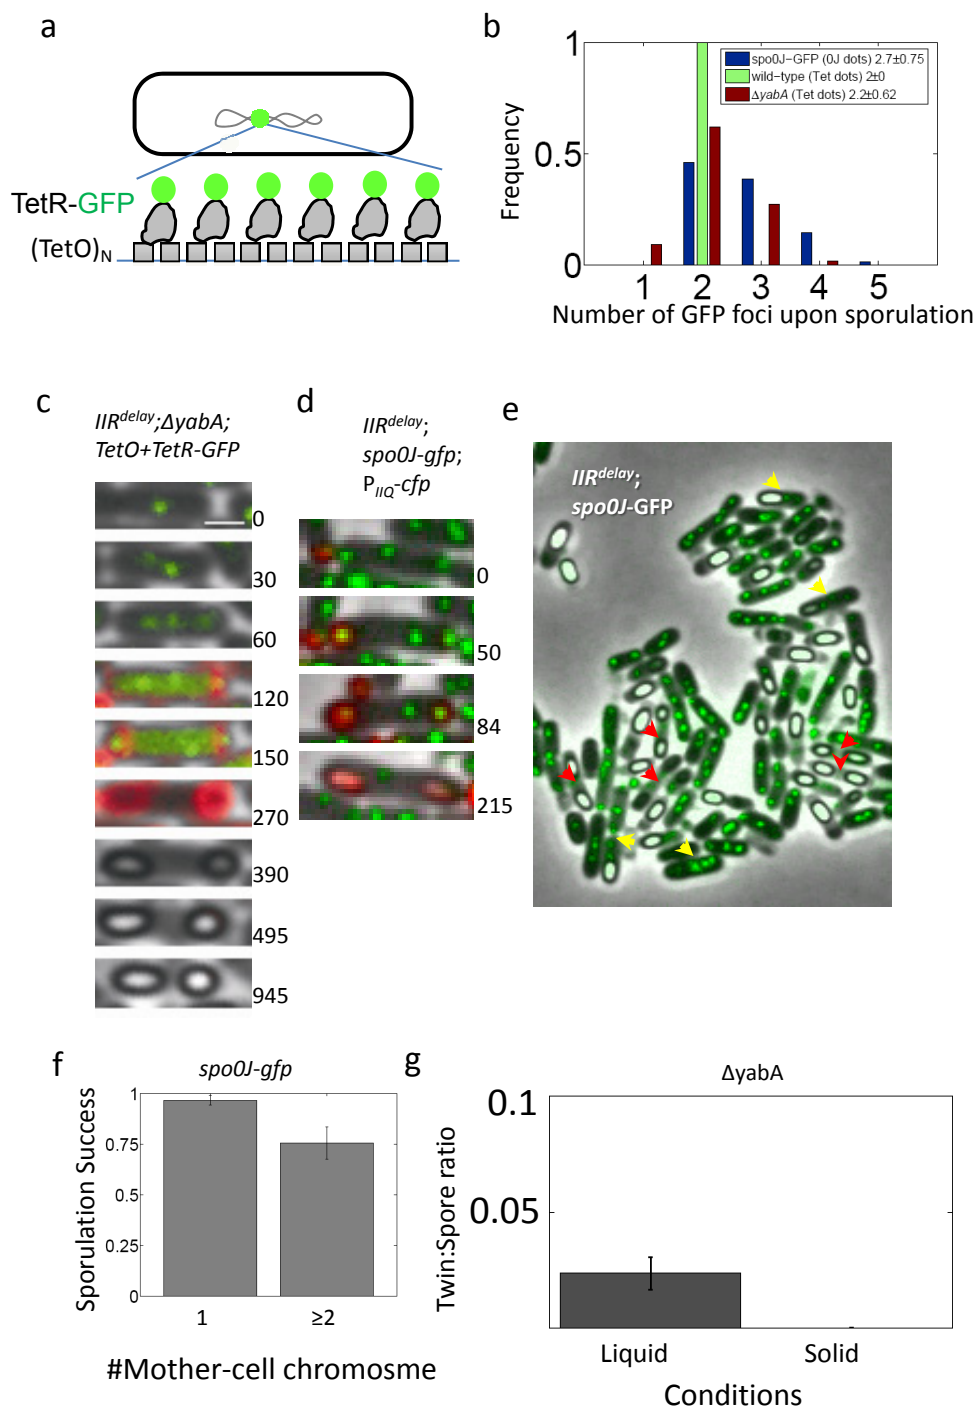 a
TetR-GFP
(TetO)N
b
1
0.5
0
Frequency
spo0J-GFP (0J dots) 2.7±0.75
wild-type (Tet dots) 2±0
ΔyabA (Tet dots) 2.2±0.62
1 2 3 4 5
Number of GFP foci upon sporulation
c
IIRdelay;ΔyabA;
TetO+TetR-GFP
0
30
60
120
150
270
390
495
945
d
IIRdelay;
spo0J-gfp;
PIIQ-cfp
0
50
84
215
e
IIRdelay;
spo0J-GFP
f
spo0J-gfp
Sporulation Success
1
0.75
0.5
0.25
0
1 ≥2
#Mother-cell chromosme
g
ΔyabA
Twin:Spore ratio
0.1
0.05
Liquid Solid
Conditions